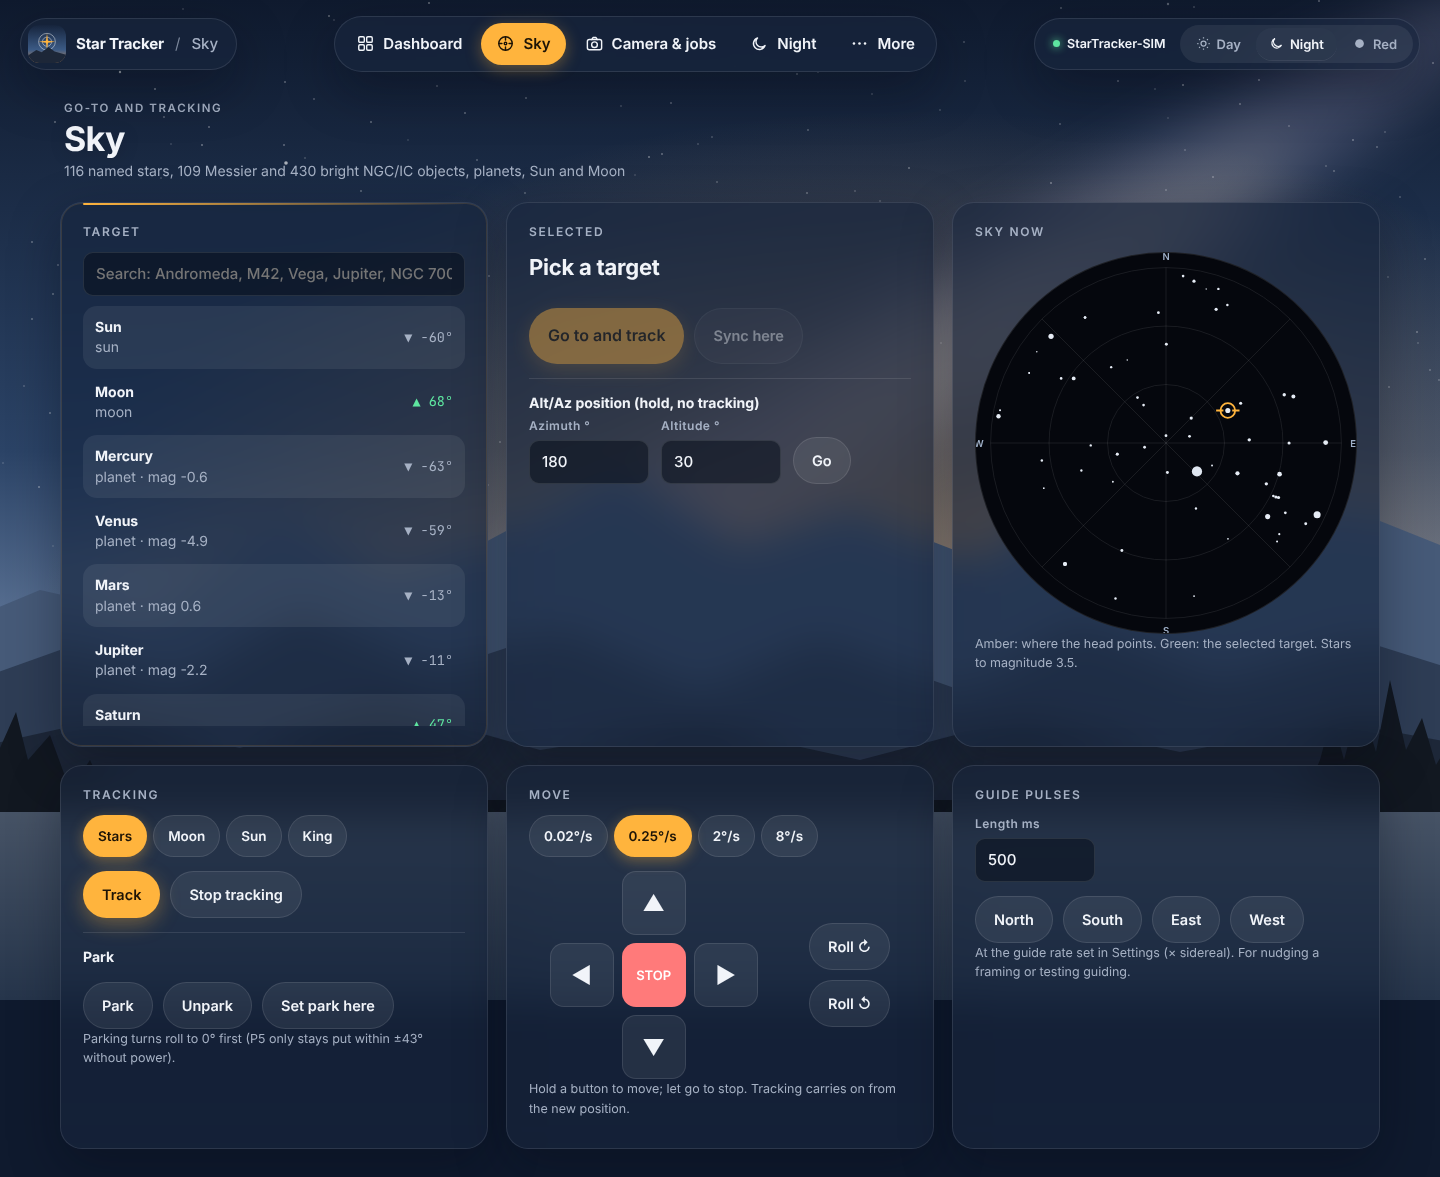 Star Tracker / Sky
Dashboard
Sky
Camera & jobs
Night
More
StarTracker-SIM
Day
Night
Red
GO-TO AND TRACKING
Sky
116 named stars, 109 Messier and 430 bright NGC/IC objects, planets, Sun and Moon
TARGET
Search: Andromeda, M42, Vega, Jupiter, NGC 700
Sun
sun
▼ -60°
Moon
moon
▲ 68°
Mercury
planet · mag -0.6
▼ -63°
Venus
planet · mag -4.9
▼ -59°
Mars
planet · mag 0.6
▼ -13°
Jupiter
planet · mag -2.2
▼ -11°
Saturn
▲ 47°
SELECTED
Pick a target
Go to and track
Sync here
Alt/Az position (hold, no tracking)
Azimuth °
Altitude °
180
30
Go
SKY NOW
N
W
E
S
Amber: where the head points. Green: the selected target. Stars
to magnitude 3.5.
TRACKING
Stars
Moon
Sun
King
Track
Stop tracking
Park
Park
Unpark
Set park here
Parking turns roll to 0° first (P5 only stays put within ±43°
without power).
MOVE
0.02°/s
0.25°/s
2°/s
8°/s
▲
◀
STOP
▶
▼
Roll ↻
Roll ↺
Hold a button to move; let go to stop. Tracking carries on from
the new position.
GUIDE PULSES
Length ms
500
North
South
East
West
At the guide rate set in Settings (× sidereal). For nudging a
framing or testing guiding.